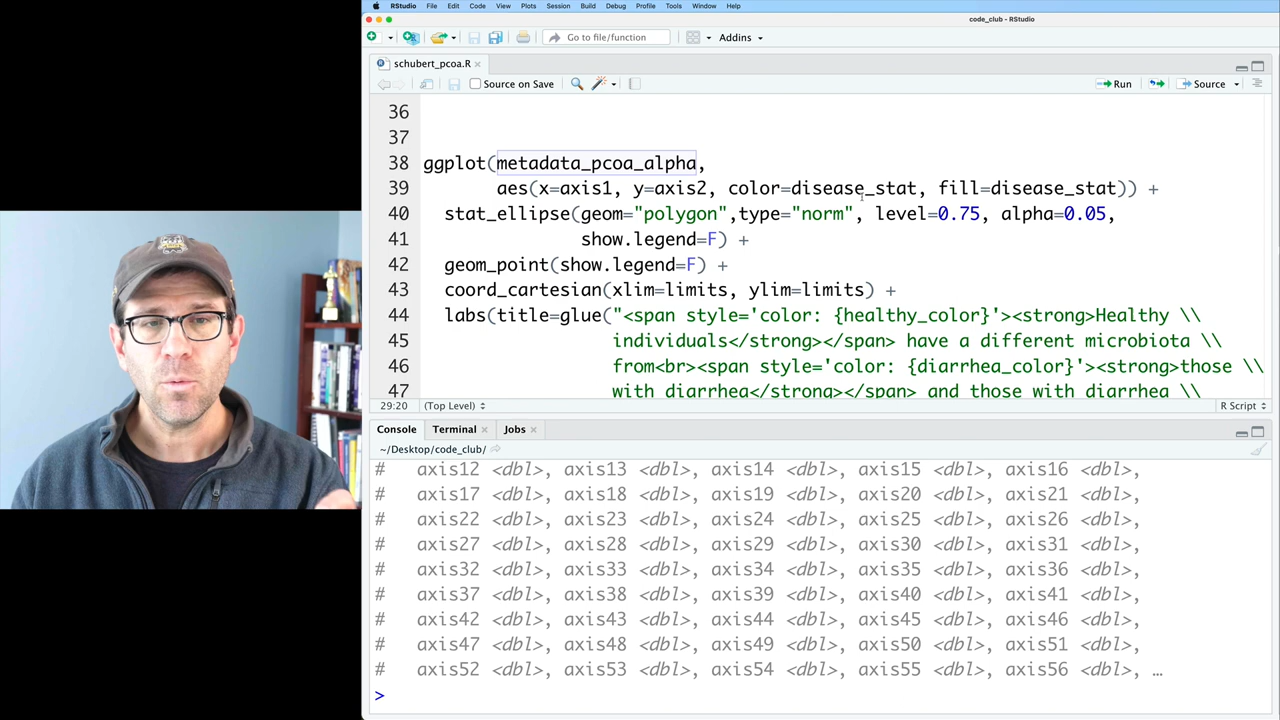 RStudio File Edit Code View Plots Session Build Debug Profile Tools Window Help
code_club - RStudio
Go to file/function Addins
schubert_pcoa.R
Source on Save Run Source
36
37
38 ggplot(metadata_pcoa_alpha,
39 aes(x=axis1, y=axis2, color=disease_stat, fill=disease_stat)) +
40 stat_ellipse(geom="polygon",type="norm", level=0.75, alpha=0.05,
41 show.legend=F) +
42 geom_point(show.legend=F) +
43 coord_cartesian(xlim=limits, ylim=limits) +
44 labs(title=glue("<span style='color: {healthy_color}'><strong>Healthy \\
45 individuals</strong></span> have a different microbiota \\
46 from<br><span style='color: {diarrhea_color}'><strong>those \\
47 with diarrhea</strong></span> and those with diarrhea \\
29:20 (Top Level) R Script
Console Terminal Jobs
~/Desktop/code_club/
# axis12 <dbl>, axis13 <dbl>, axis14 <dbl>, axis15 <dbl>, axis16 <dbl>,
# axis17 <dbl>, axis18 <dbl>, axis19 <dbl>, axis20 <dbl>, axis21 <dbl>,
# axis22 <dbl>, axis23 <dbl>, axis24 <dbl>, axis25 <dbl>, axis26 <dbl>,
# axis27 <dbl>, axis28 <dbl>, axis29 <dbl>, axis30 <dbl>, axis31 <dbl>,
# axis32 <dbl>, axis33 <dbl>, axis34 <dbl>, axis35 <dbl>, axis36 <dbl>,
# axis37 <dbl>, axis38 <dbl>, axis39 <dbl>, axis40 <dbl>, axis41 <dbl>,
# axis42 <dbl>, axis43 <dbl>, axis44 <dbl>, axis45 <dbl>, axis46 <dbl>,
# axis47 <dbl>, axis48 <dbl>, axis49 <dbl>, axis50 <dbl>, axis51 <dbl>,
# axis52 <dbl>, axis53 <dbl>, axis54 <dbl>, axis55 <dbl>, axis56 <dbl>, …
>